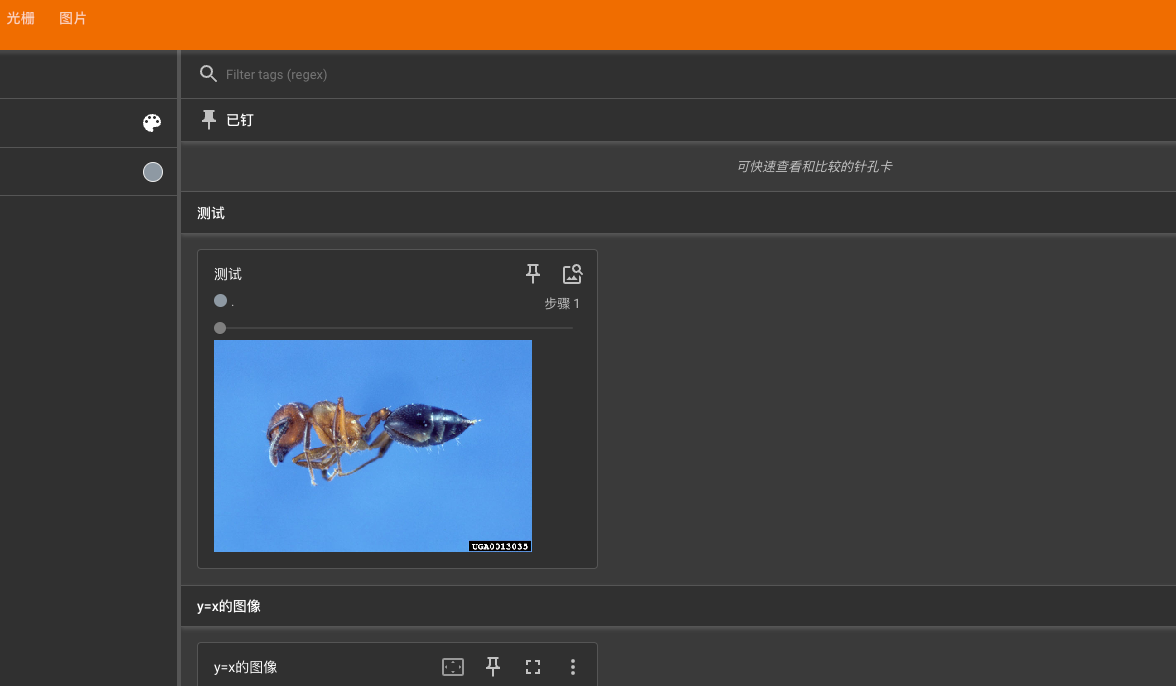 光栅 图片
Filter tags (regex)
已钉
可快速查看和比较的针孔卡
测试
测试
.
步骤 1
UGA0013035
y=x的图像
y=x的图像